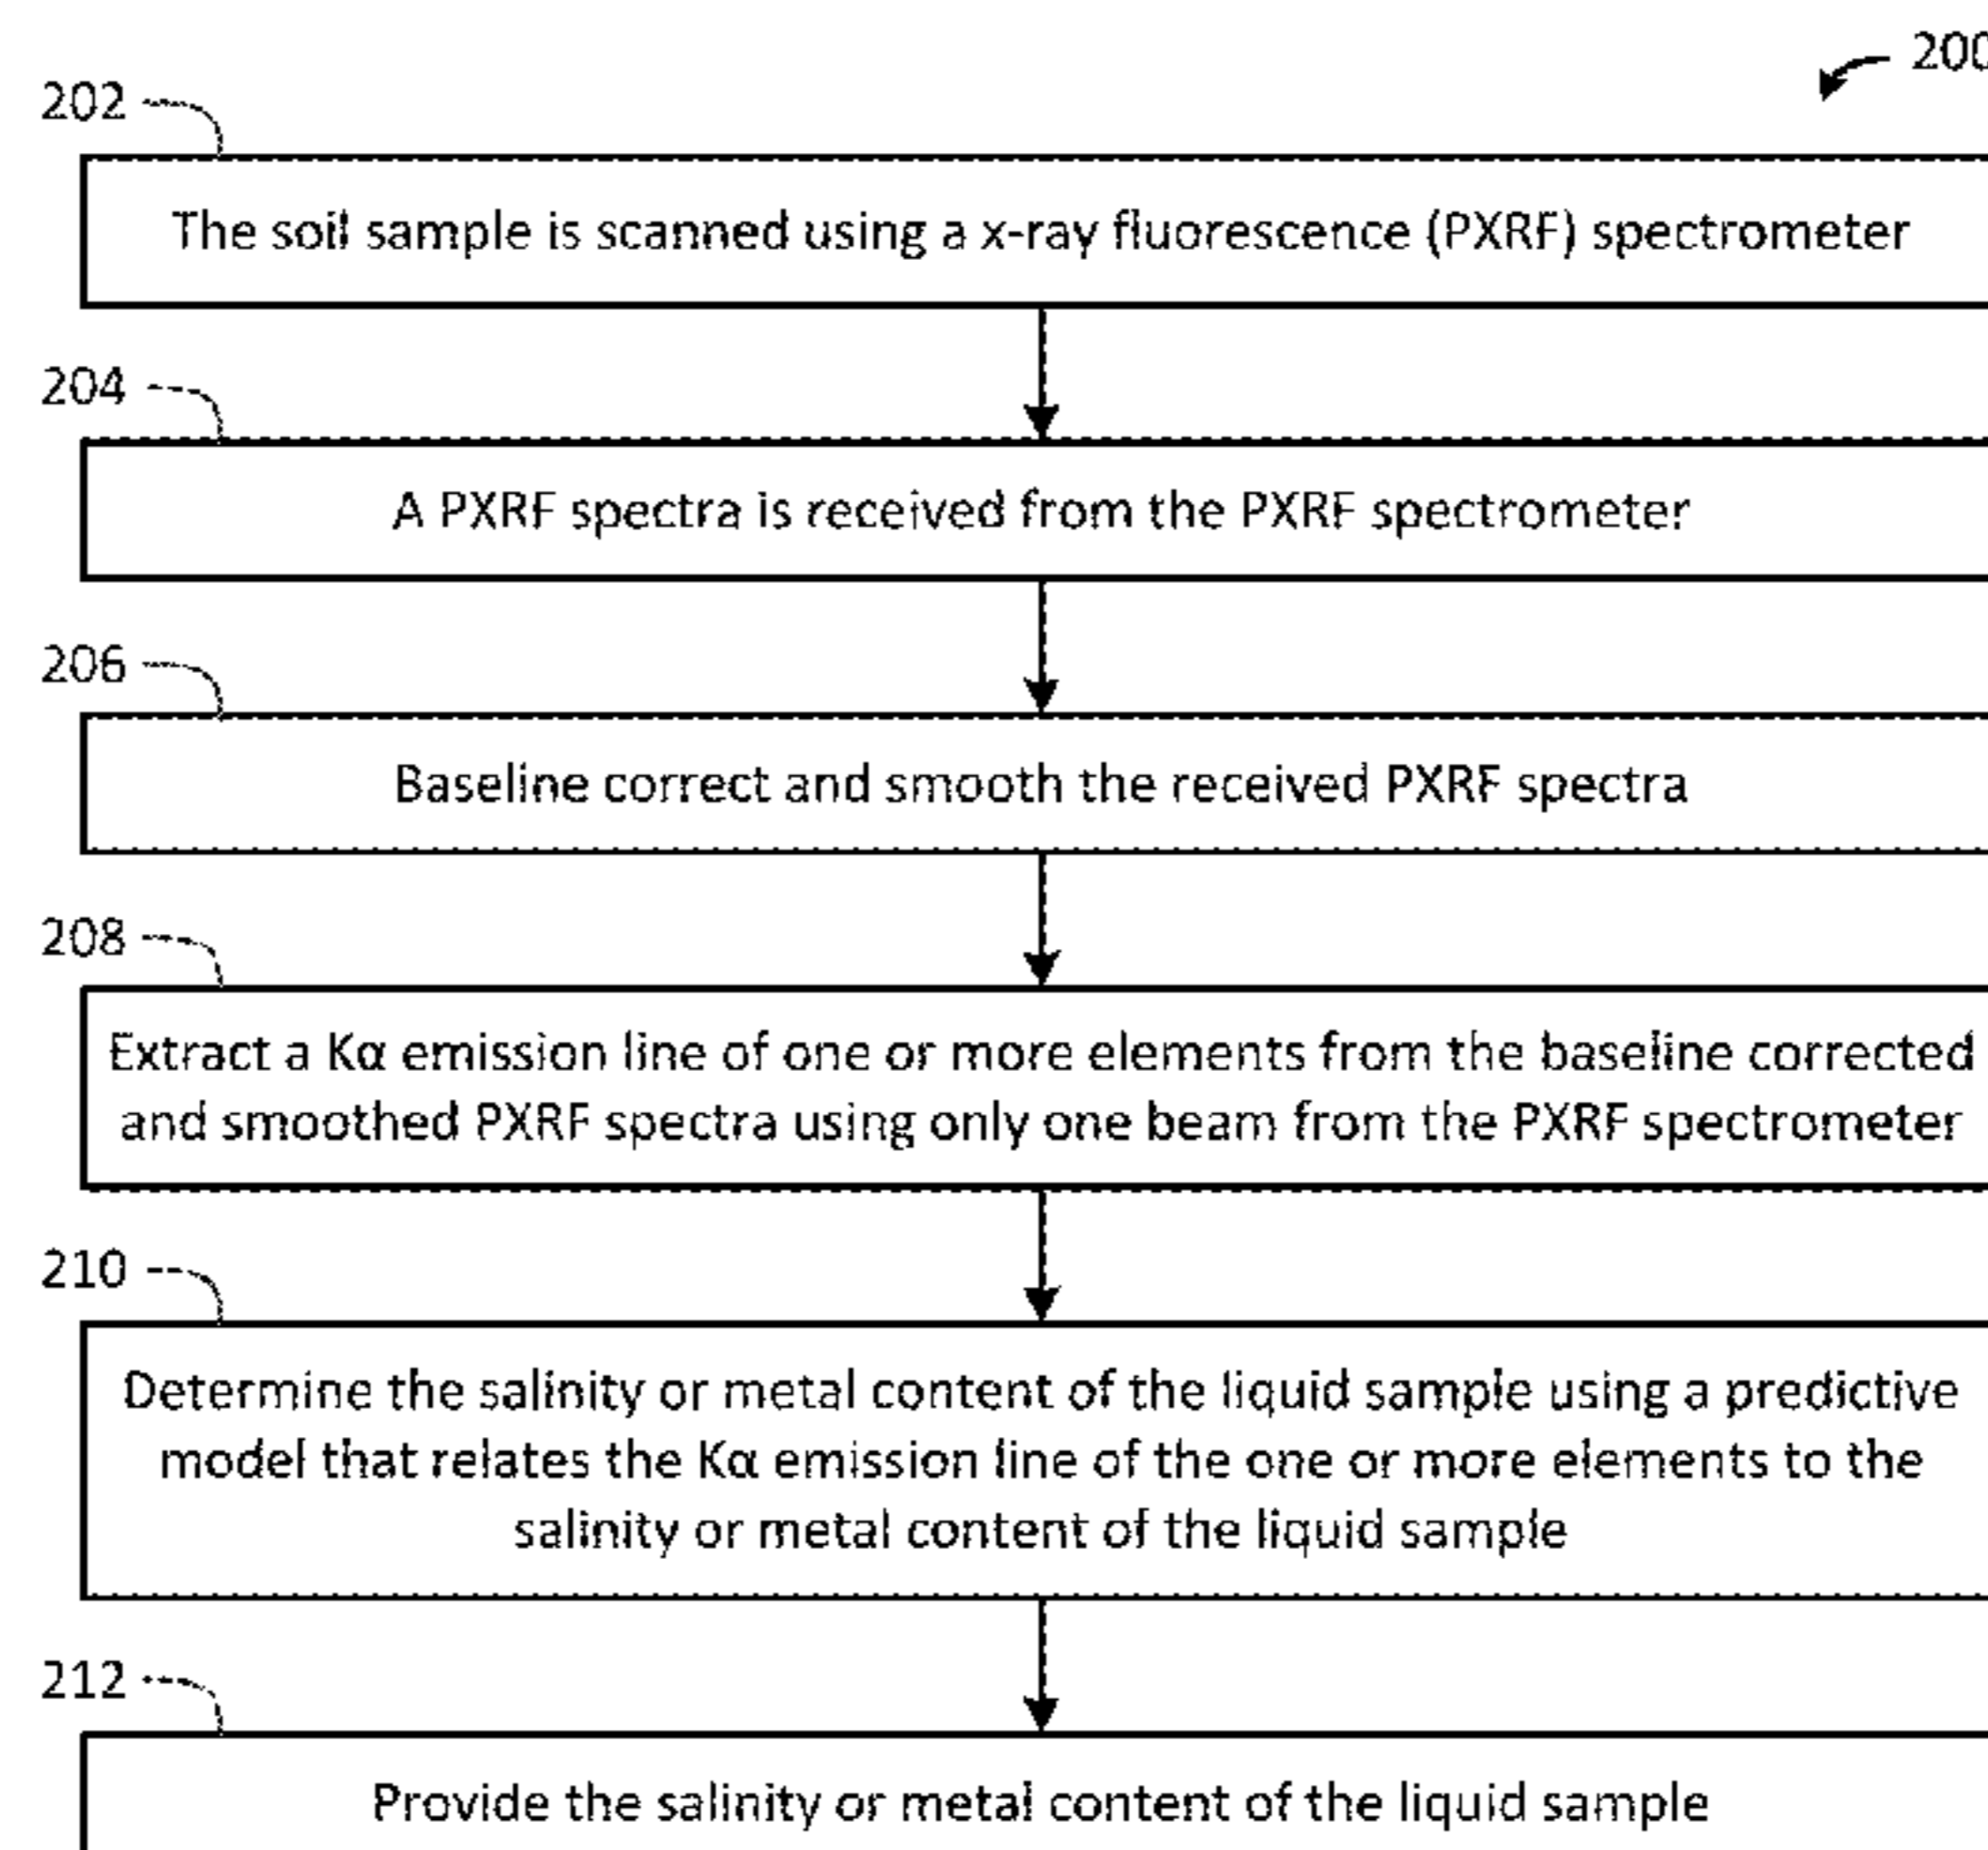 200
202
The soil sample is scanned using a x-ray fluorescence (PXRF) spectrometer
204
A PXRF spectra is received from the PXRF spectrometer
206
Baseline correct and smooth the received PXRF spectra
208
Extract a Kα emission line of one or more elements from the baseline corrected
and smoothed PXRF spectra using only one beam from the PXRF spectrometer
210
Determine the salinity or metal content of the liquid sample using a predictive
model that relates the Kα emission line of the one or more elements to the
salinity or metal content of the liquid sample
212
Provide the salinity or metal content of the liquid sample